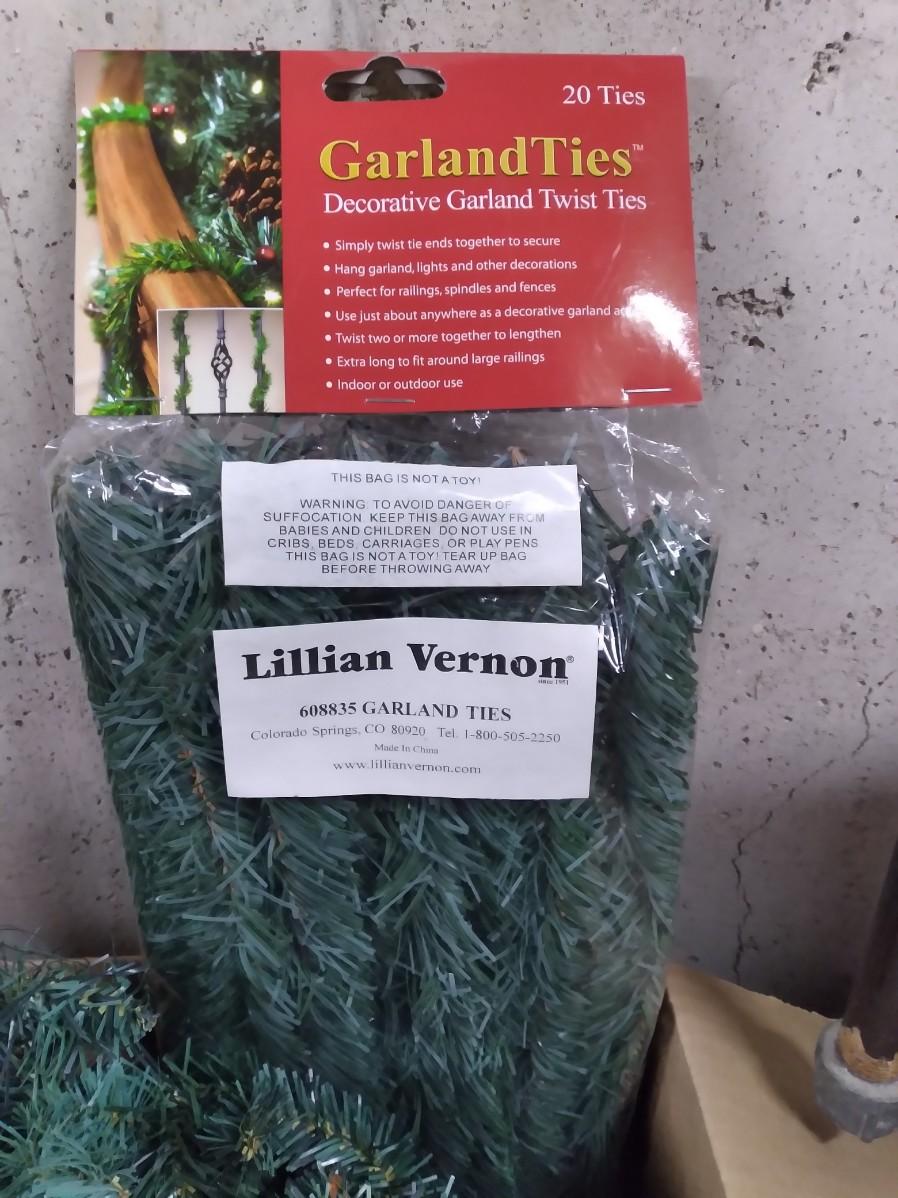 20 Ties
GarlandTies™
Decorative Garland Twist Ties
• Simply twist tie ends together to secure
• Hang garland, lights and other decorations
• Perfect for railings, spindles and fences
• Use just about anywhere as a decorative garland
• Twist two or more together to lengthen
• Extra long to fit around large railings
• Indoor or outdoor use
THIS BAG IS NOT A TOY!
WARNING: TO AVOID DANGER OF
SUFFOCATION KEEP THIS BAG AWAY FROM
BABIES AND CHILDREN DO NOT USE IN
CRIBS, BEDS, CARRIAGES, OR PLAY PENS
THIS BAG IS NOT A TOY! TEAR UP BAG
BEFORE THROWING AWAY
Lillian Vernon®
since 1951
608835 GARLAND TIES
Colorado Springs, CO 80920 Tel. 1-800-505-2250
Made In China
www.lillianvernon.com